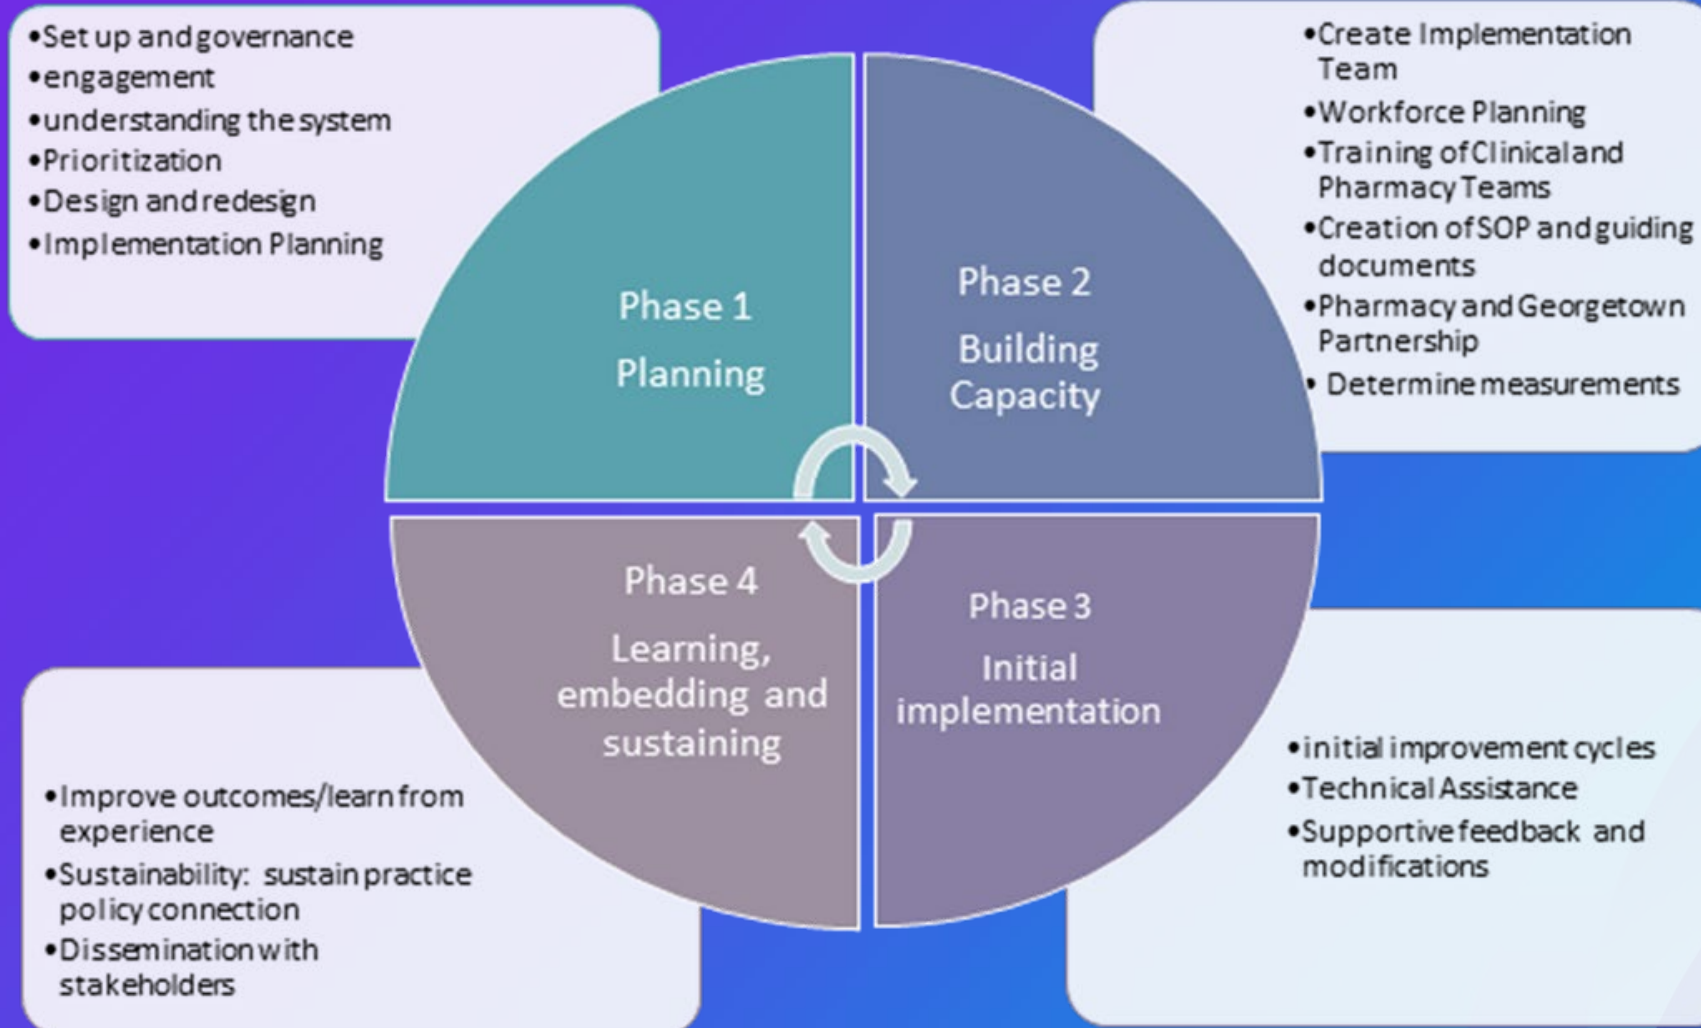 •Set up and governance
•engagement
•understanding the system
•Prioritization
•Design and redesign
•Implementation Planning
Phase 1
Planning
Phase 2
Building
Capacity
•Create Implementation
Team
•Workforce Planning
•Training of Clinical and
Pharmacy Teams
•Creation of SOP and guiding
documents
•Pharmacy and Georgetown
Partnership
• Determine measurements
Phase 4
Learning,
embedding and
sustaining
Phase 3
Initial
implementation
•Improve outcomes/learn from
experience
•Sustainability: sustain practice
policy connection
•Dissemination with
stakeholders
•initial improvement cycles
•Technical Assistance
•Supportive feedback and
modifications